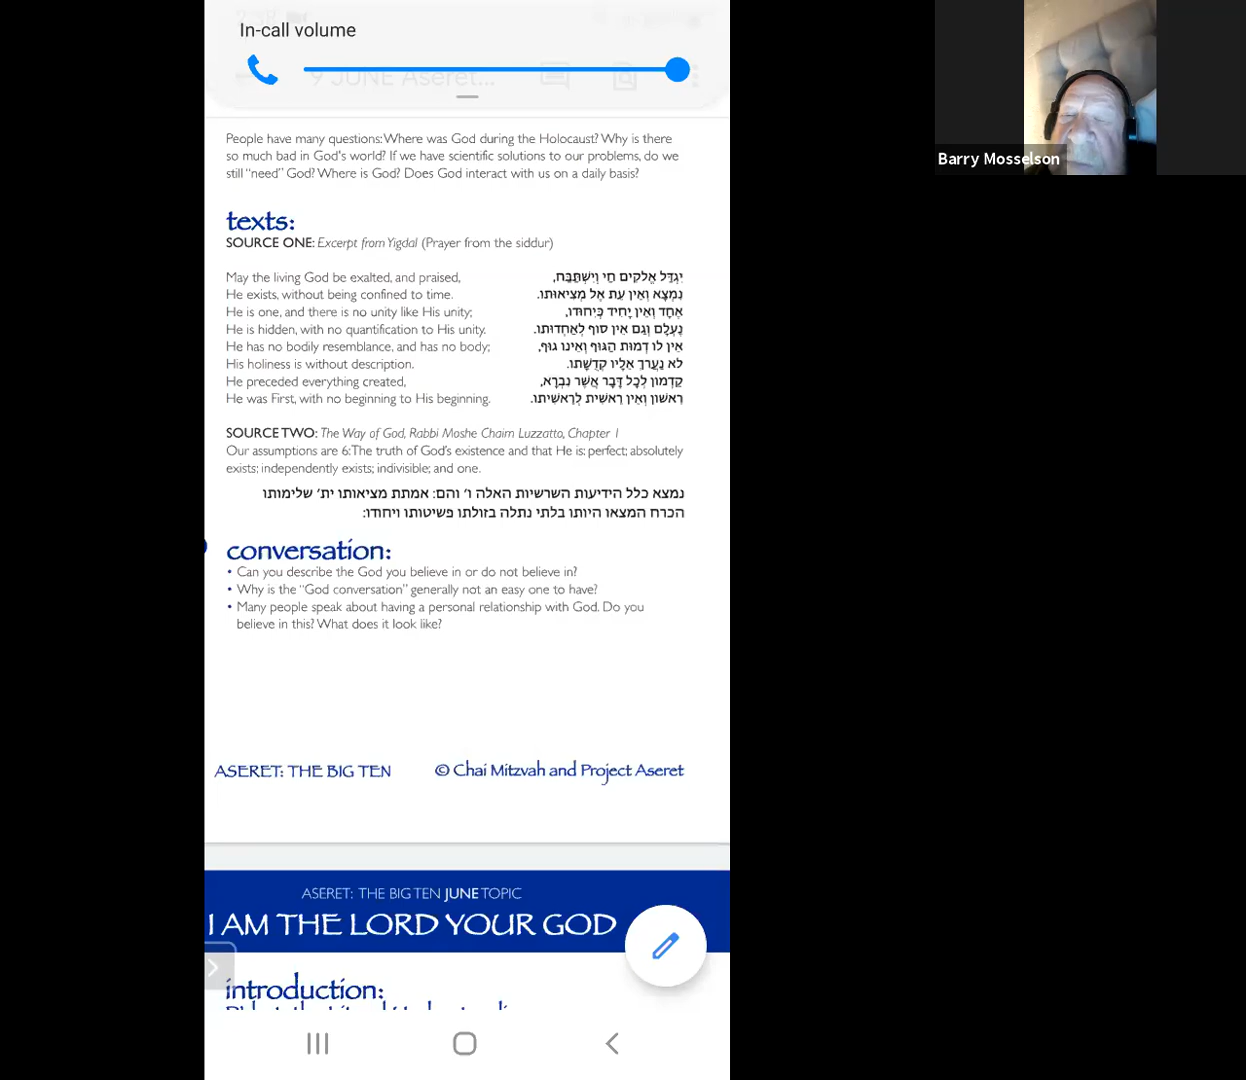 In-call volume
9 JUNE Aseret...
Barry Mosselson
People have many questions: Where was God during the Holocaust? Why is there
so much bad in God's world? If we have scientific solutions to our problems, do we
still “need” God? Where is God? Does God interact with us on a daily basis?
texts:
SOURCE ONE: Excerpt from Yigdal (Prayer from the siddur)
May the living God be exalted, and praised,
He exists, without being confined to time.
He is one, and there is no unity like His unity;
He is hidden, with no quantification to His unity.
He has no bodily resemblance, and has no body;
His holiness is without description.
He preceded everything created,
He was First, with no beginning to His beginning.
יִגְדַּל אֱלקִים חַי וְיִשְׁתַּבַּח,
נִמְצָא וְאֵין עֵת אֶל מְצִיאוּתו.
אֶחָד וְאֵין יָחִיד כְּיִחוּדו,
נֶעְלָם וְגַם אֵין סוף לְאַחְדוּתו.
אֵין לו דְמוּת הַגּוּף וְאֵינו גוּף,
לא נַעֲרךְ אֵלָיו קְדֻשָּׁתו.
קַדְמון לְכָל דָּבָר אֲשֶׁר נִבְרָא,
רִאשׁון וְאֵין רֵאשִׁית לְרֵאשִׁיתו.
SOURCE TWO: The Way of God, Rabbi Moshe Chaim Luzzatto, Chapter 1
Our assumptions are 6: The truth of God's existence and that He is: perfect; absolutely
exists; independently exists; indivisible; and one.
נמצא כלל הידיעות השרשיות האלה ו׳ והם: אמתת מציאותו ית׳ שלימותו
הכרח המצאו היותו בלתי נתלה בזולתו פשיטותו ויחודו:
conversation:
• Can you describe the God you believe in or do not believe in?
• Why is the “God conversation” generally not an easy one to have?
• Many people speak about having a personal relationship with God. Do you
believe in this? What does it look like?
ASERET: THE BIG TEN
© Chai Mitzvah and Project Aseret
ASERET: THE BIG TEN JUNE TOPIC
I AM THE LORD YOUR GOD
introduction: